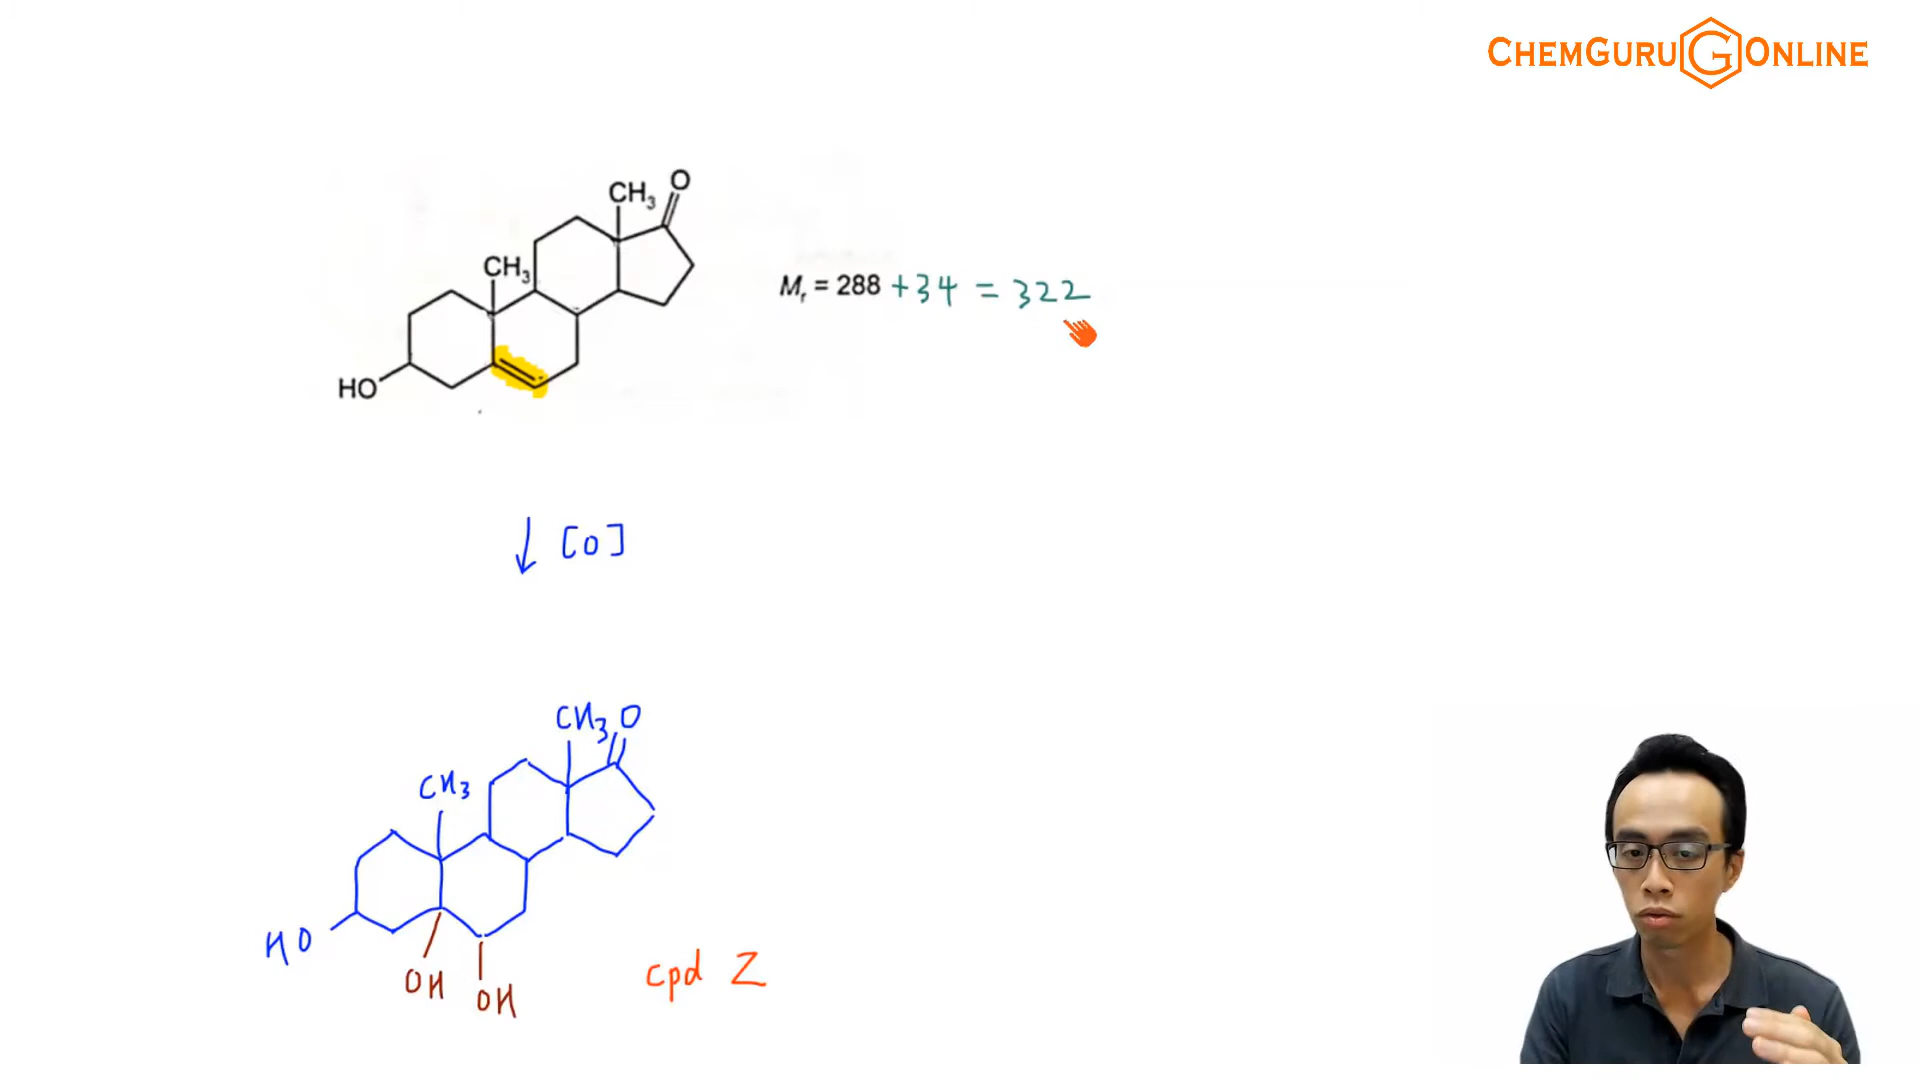 CHEMGURU G ONLINE
CH3 O
CH3
Mr = 288 + 34 = 322
HO
↓ [O]
CH3 O
CH3
HO
OH OH
cpd Z